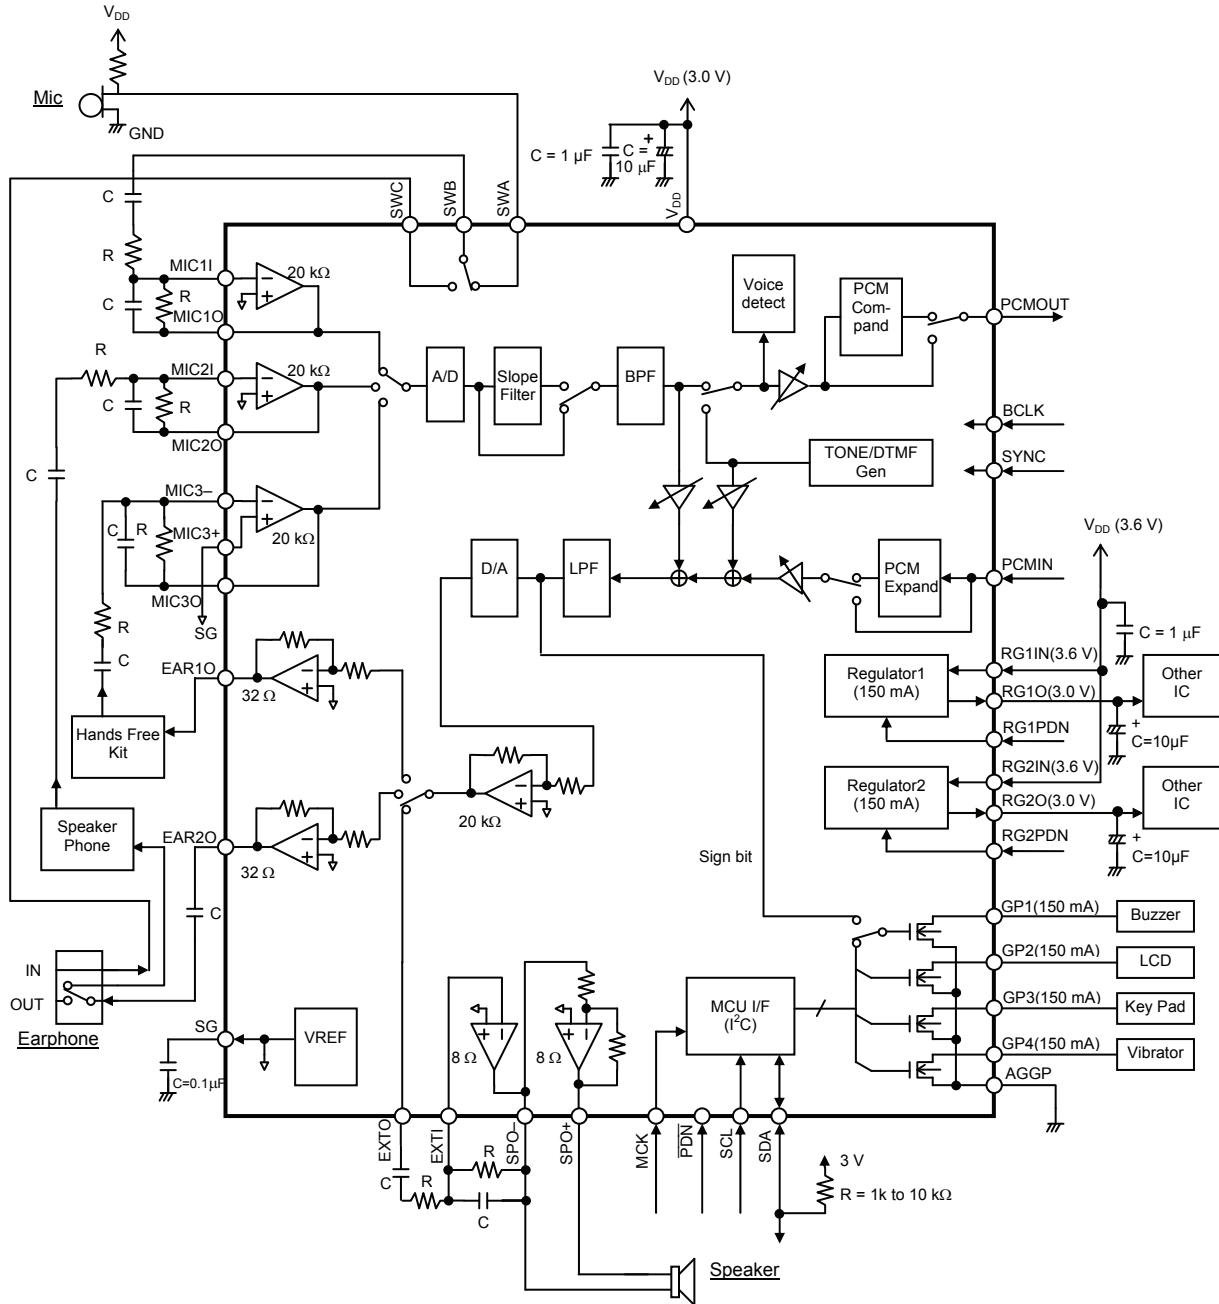 VDD
Mic
GND
VDD (3.0 V)
C = 1 µF
C =
10 µF
+
C
SWC
SWB
SWA
VDD
R
MIC1I
20 kΩ
C
R
MIC1O
Voice
detect
PCM
Com-
pand
PCMOUT
R
MIC2I
20 kΩ
C
R
MIC2O
A/D
Slope
Filter
BPF
BCLK
TONE/DTMF
Gen
SYNC
C
MIC3–
C
R
MIC3+
20 kΩ
MIC3O
SG
R
C
VDD (3.6 V)
D/A
LPF
PCM
Expand
PCMIN
C = 1 µF
EAR1O
32 Ω
Hands Free
Kit
Regulator1
(150 mA)
RG1IN(3.6 V)
RG1O(3.0 V)
RG1PDN
Other
IC
+
C=10µF
Regulator2
(150 mA)
RG2IN(3.6 V)
RG2O(3.0 V)
RG2PDN
Other
IC
+
C=10µF
20 kΩ
Speaker
Phone
EAR2O
32 Ω
Sign bit
C
IN
OUT
Earphone
GP1(150 mA)
Buzzer
GP2(150 mA)
LCD
GP3(150 mA)
Key Pad
GP4(150 mA)
Vibrator
AGGP
SG
VREF
C=0.1µF
8 Ω
8 Ω
MCU I/F
(I²C)
EXTO
EXTI
SPO–
SPO+
MCK
PDN
SCL
SDA
C
R
R
C
3 V
R = 1k to 10 kΩ
Speaker